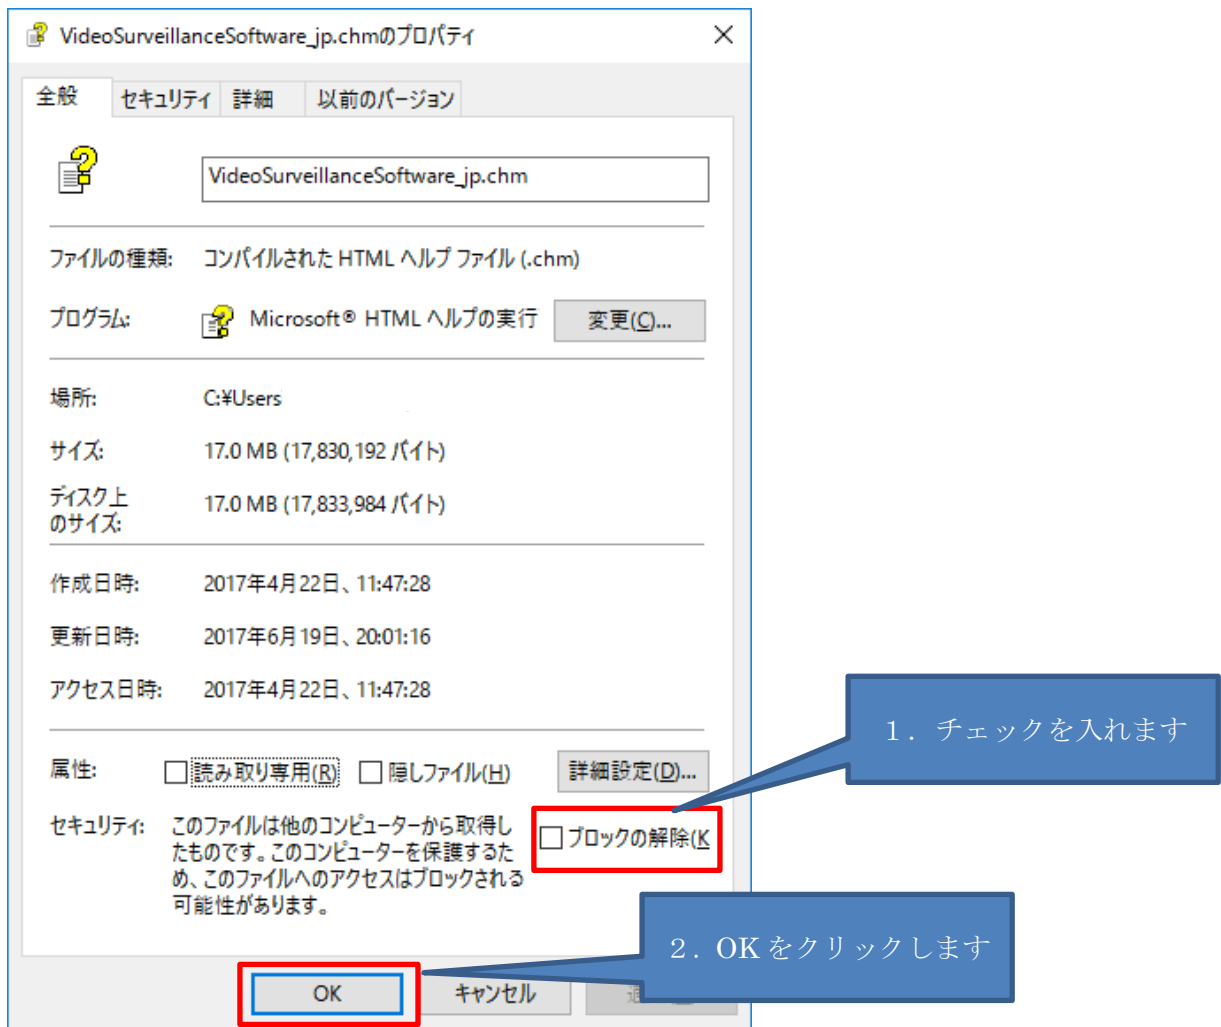 VideoSurveillanceSoftware_jp.chmのプロパティ
全般 セキュリティ 詳細 以前のバージョン
VideoSurveillanceSoftware_jp.chm
ファイルの種類: コンパイルされた HTML ヘルプ ファイル (.chm)
プログラム: Microsoft® HTML ヘルプの実行 変更(C)...
場所: C:¥Users
サイズ: 17.0 MB (17,830,192 バイト)
ディスク上
のサイズ: 17.0 MB (17,833,984 バイト)
作成日時: 2017年4月22日、11:47:28
更新日時: 2017年6月19日、20:01:16
アクセス日時: 2017年4月22日、11:47:28
1. チェックを入れます
属性: 読み取り専用(R) 隠しファイル(H) 詳細設定(D)...
セキュリティ: このファイルは他のコンピューターから取得し
たものです。このコンピューターを保護するた
め、このファイルへのアクセスはブロックされる
可能性があります。
ブロックの解除(K
2. OK をクリックします
OK キャンセル